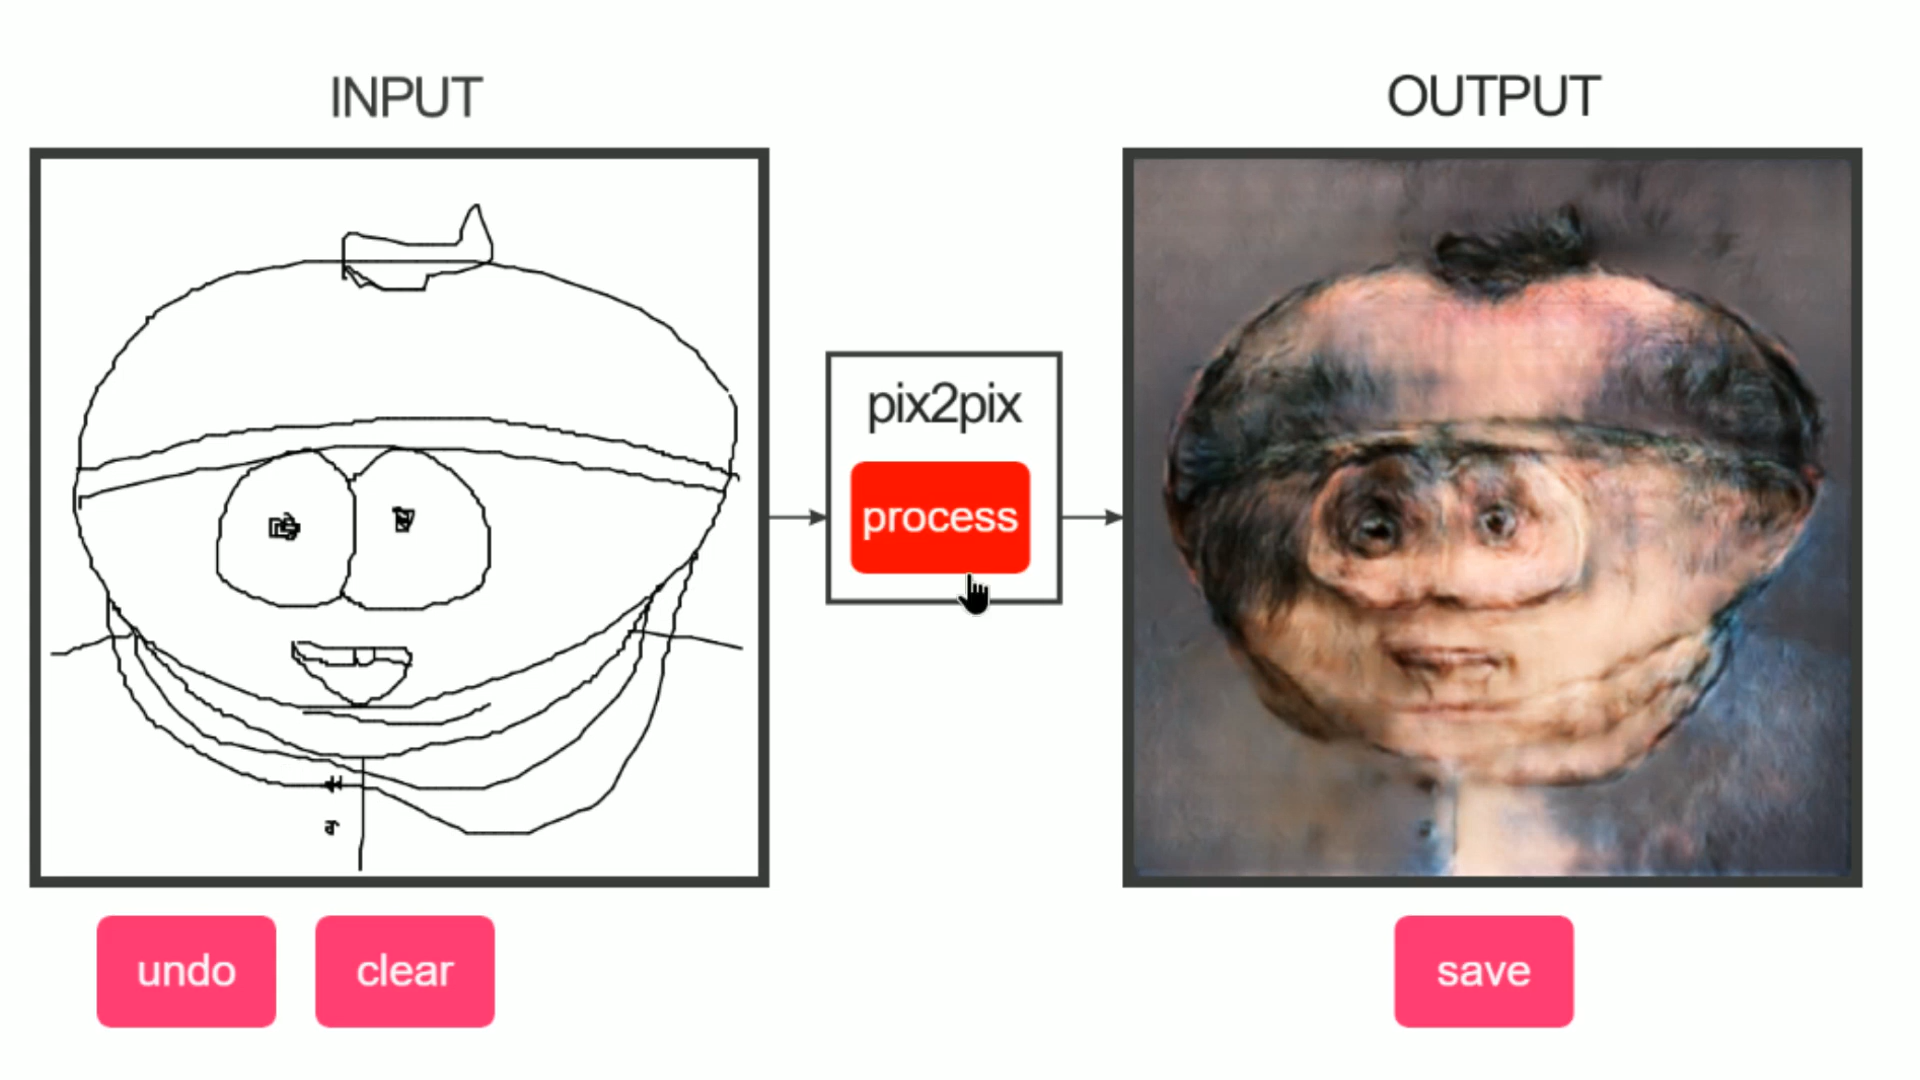 INPUT
OUTPUT
pix2pix
process
undo
clear
save